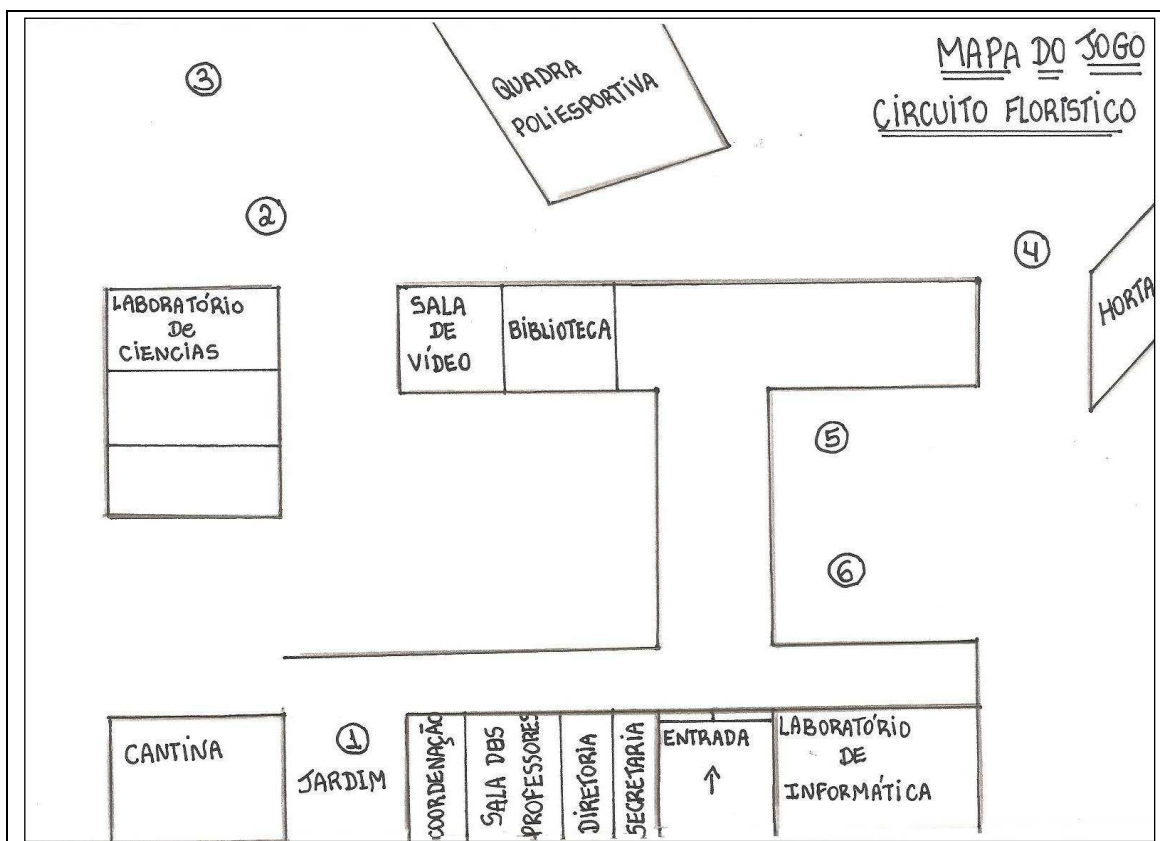 MAPA DO JOGO
CIRCUITO FLORÍSTICO
3
QUADRA
POLIESPORTIVA
2
4
LABORATÓRIO
De
CIENCIAS
SALA
DE
VÍDEO
BIBLIOTECA
HORTA
5
6
CANTINA
1
JARDIM
COORDENAÇÃO
SALA DOS
PROFESSORES
DIRETORIA
SECRETARIA
ENTRADA
↑
LABORATÓRIO
DE
INFORMÁTICA